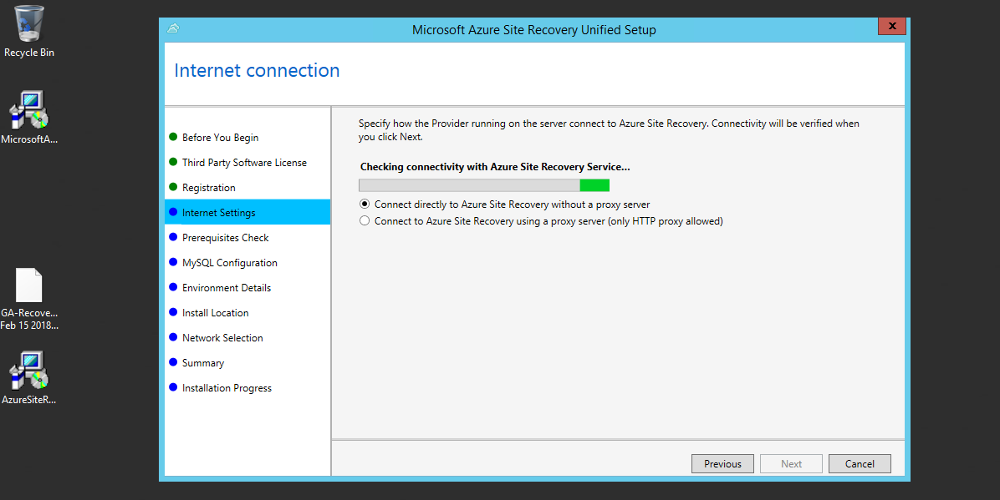 Recycle Bin
MicrosoftA...
GA-Recove...
Feb 15 2018...
AzureSiteR...
Microsoft Azure Site Recovery Unified Setup
x
Internet connection
Before You Begin
Third Party Software License
Registration
Internet Settings
Prerequisites Check
MySQL Configuration
Environment Details
Install Location
Network Selection
Summary
Installation Progress
Specify how the Provider running on the server connect to Azure Site Recovery. Connectivity will be verified when
you click Next.
Checking connectivity with Azure Site Recovery Service...
Connect directly to Azure Site Recovery without a proxy server
Connect to Azure Site Recovery using a proxy server (only HTTP proxy allowed)
Previous
Next
Cancel